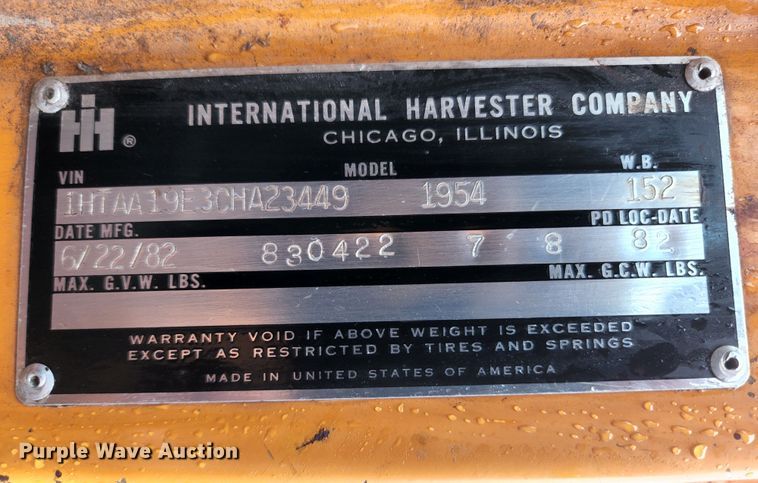 IH ®
INTERNATIONAL HARVESTER COMPANY
CHICAGO, ILLINOIS
VIN MODEL W.B.
1HTAA19E3CHA23449 1954 152
DATE MFG. PD LOC-DATE
6/22/82 830422 7 8 82
MAX. G.V.W. LBS. MAX. G.C.W. LBS.
WARRANTY VOID IF ABOVE WEIGHT IS EXCEEDED
EXCEPT AS RESTRICTED BY TIRES AND SPRINGS
MADE IN UNITED STATES OF AMERICA
Purple Wave Auction